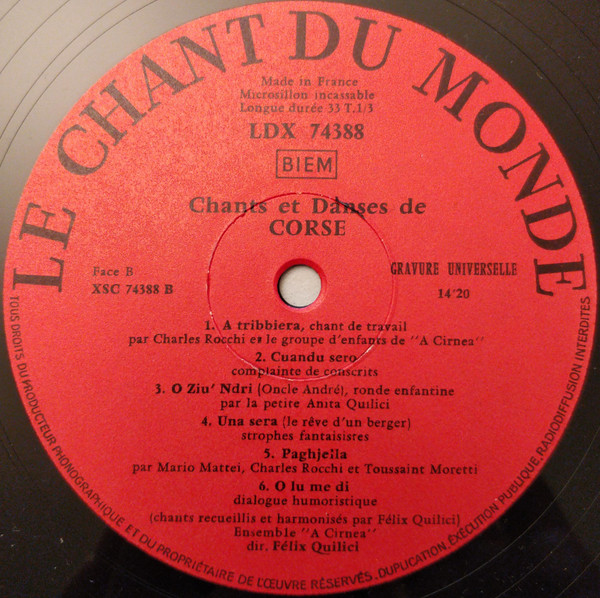 LE CHANT DU MONDE
Made in France
Microsillon incassable
Longue durée 33 T.1/3
LDX 74388
BIEM
Chants et Danses de
CORSE
Face B
XSC 74388 B
GRAVURE UNIVERSELLE
14'20
1. A tribbiera, chant de travail
par Charles Rocchi et le groupe d'enfants de "A Cirnea"
2. Cuandu sero
complainte de conscrits
3. O Ziu' Ndri (Oncle André), ronde enfantine
par la petite Anita Quilici
4. Una sera (le rêve d'un berger)
strophes fantaisistes
5. Paghjella
par Mario Mattei, Charles Rocchi et Toussaint Moretti
6. O lu me di
dialogue humoristique
(chants recueillis et harmonisés par Félix Quilici)
Ensemble "A Cirnea"
dir. Félix Quilici
TOUS DROITS DU PRODUCTEUR PHONOGRAPHIQUE ET DU PROPRIÉTAIRE DE L'ŒUVRE RÉSERVÉS. DUPLICATION, EXÉCUTION PUBLIQUE, RADIODIFFUSION INTERDITES